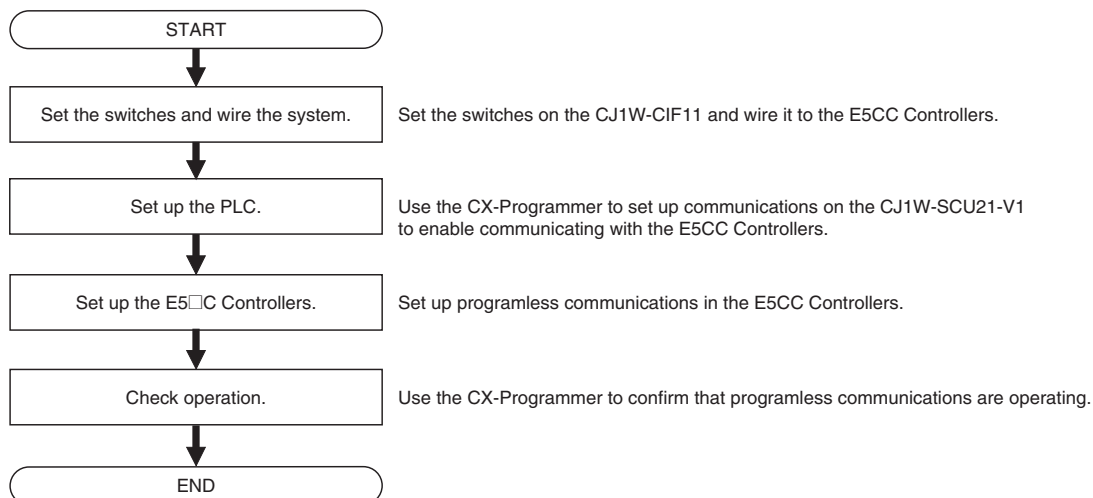 START
Set the switches and wire the system.
Set the switches on the CJ1W-CIF11 and wire it to the E5CC Controllers.
Set up the PLC.
Use the CX-Programmer to set up communications on the CJ1W-SCU21-V1
to enable communicating with the E5CC Controllers.
Set up the E5□C Controllers.
Set up programless communications in the E5CC Controllers.
Check operation.
Use the CX-Programmer to confirm that programless communications are operating.
END